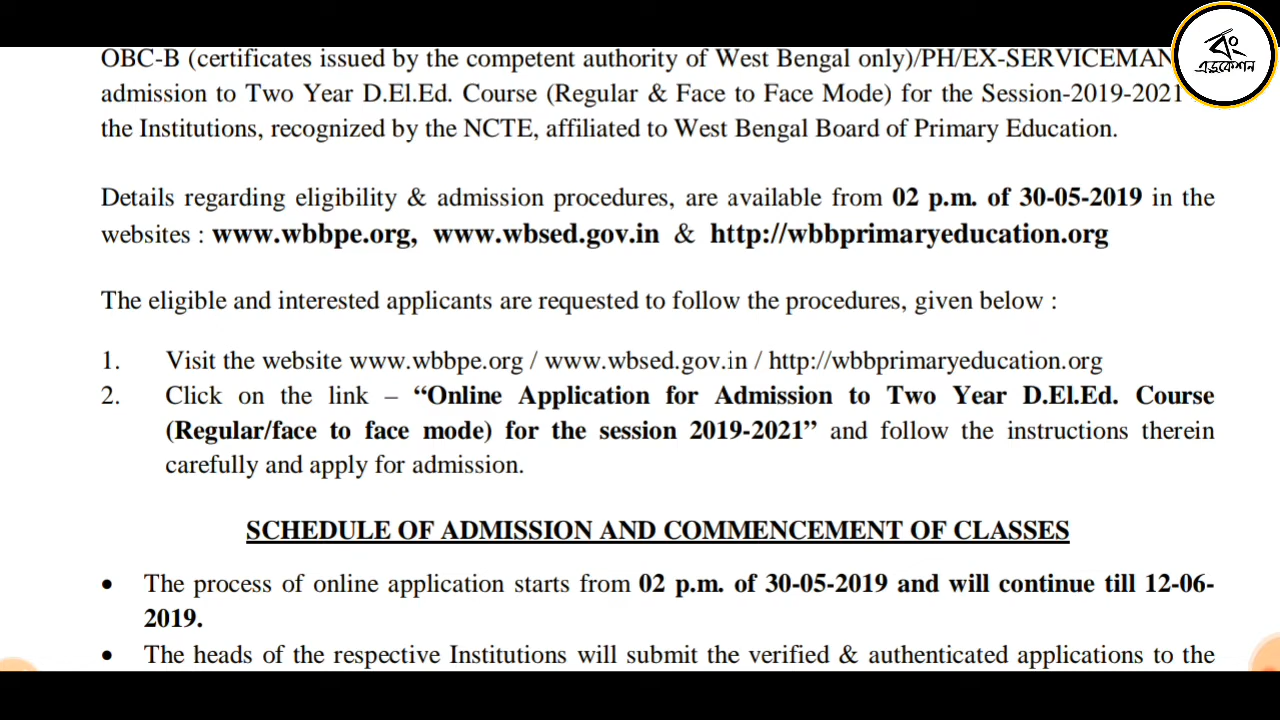 OBC-B (certificates issued by the competent authority of West Bengal only)/PH/EX-SERVICEMAN
admission to Two Year D.El.Ed. Course (Regular & Face to Face Mode) for the Session-2019-2021
the Institutions, recognized by the NCTE, affiliated to West Bengal Board of Primary Education.
Details regarding eligibility & admission procedures, are available from 02 p.m. of 30-05-2019 in the
websites : www.wbbpe.org, www.wbsed.gov.in & http://wbbprimaryeducation.org
The eligible and interested applicants are requested to follow the procedures, given below :
1. Visit the website www.wbbpe.org / www.wbsed.gov.in / http://wbbprimaryeducation.org
2. Click on the link – “Online Application for Admission to Two Year D.El.Ed. Course
(Regular/face to face mode) for the session 2019-2021” and follow the instructions therein
carefully and apply for admission.
SCHEDULE OF ADMISSION AND COMMENCEMENT OF CLASSES
• The process of online application starts from 02 p.m. of 30-05-2019 and will continue till 12-06-
2019.
• The heads of the respective Institutions will submit the verified & authenticated applications to the
বং
এডুকেশন